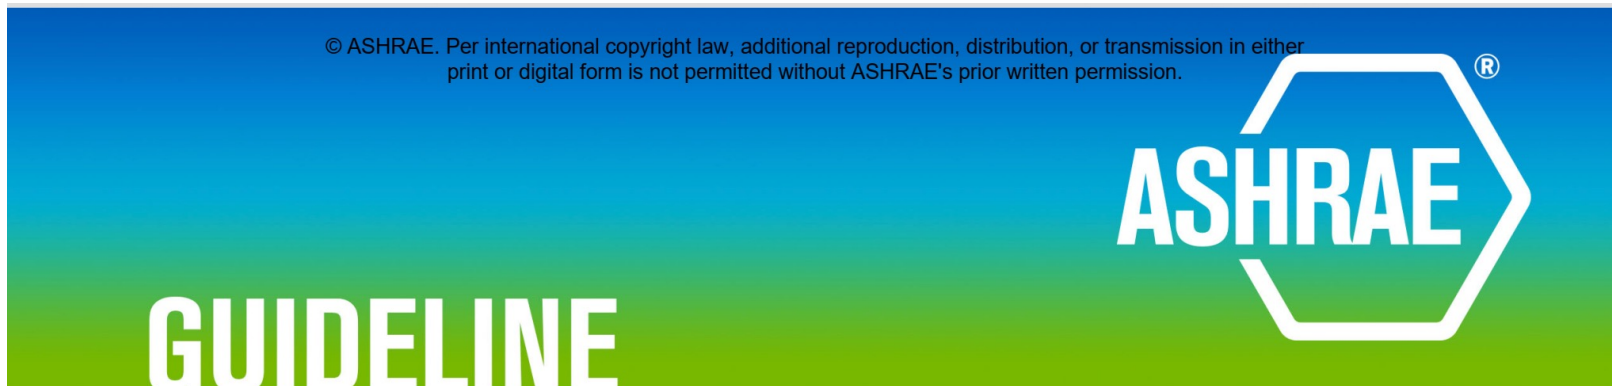 © ASHRAE. Per international copyright law, additional reproduction, distribution, or transmission in either
print or digital form is not permitted without ASHRAE's prior written permission.
®
ASHRAE
GUIDELINE